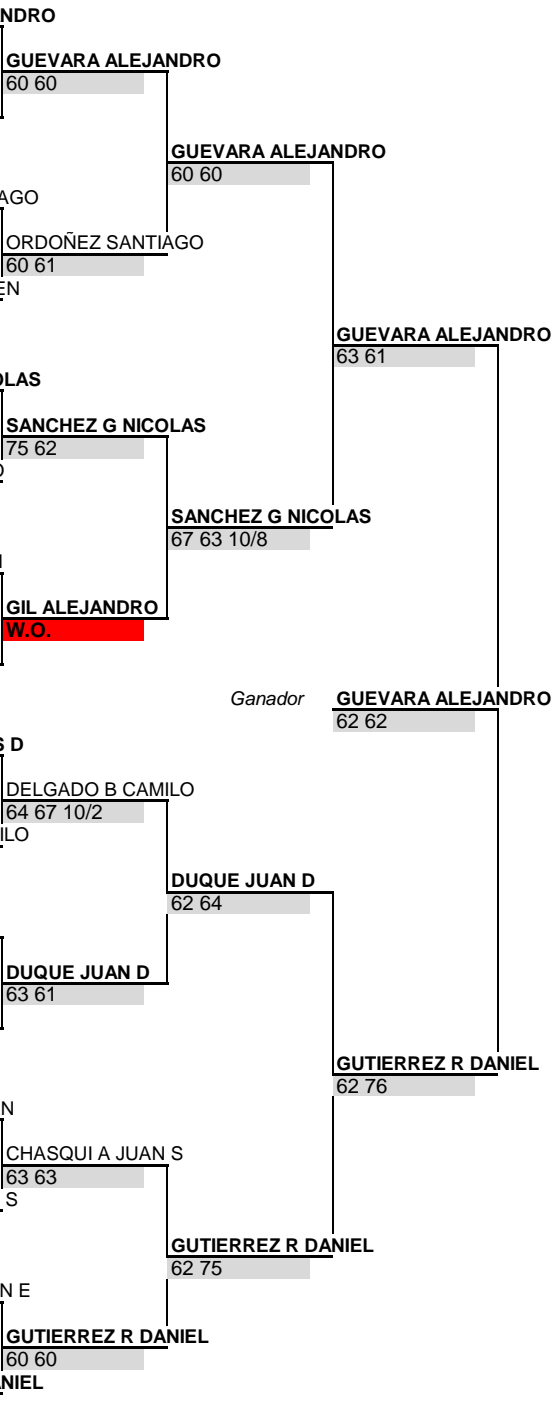 NDRO
GUEVARA ALEJANDRO
60 60
GUEVARA ALEJANDRO
60 60
AGO
ORDOÑEZ SANTIAGO
60 61
EN
GUEVARA ALEJANDRO
63 61
OLAS
SANCHEZ G NICOLAS
75 62
O
SANCHEZ G NICOLAS
67 63 10/8
GIL ALEJANDRO
W.O.
Ganador GUEVARA ALEJANDRO
62 62
S D
DELGADO B CAMILO
64 67 10/2
ILO
DUQUE JUAN D
62 64
DUQUE JUAN D
63 61
GUTIERREZ R DANIEL
62 76
N
CHASQUI A JUAN S
63 63
S
GUTIERREZ R DANIEL
62 75
N E
GUTIERREZ R DANIEL
60 60
ANIEL